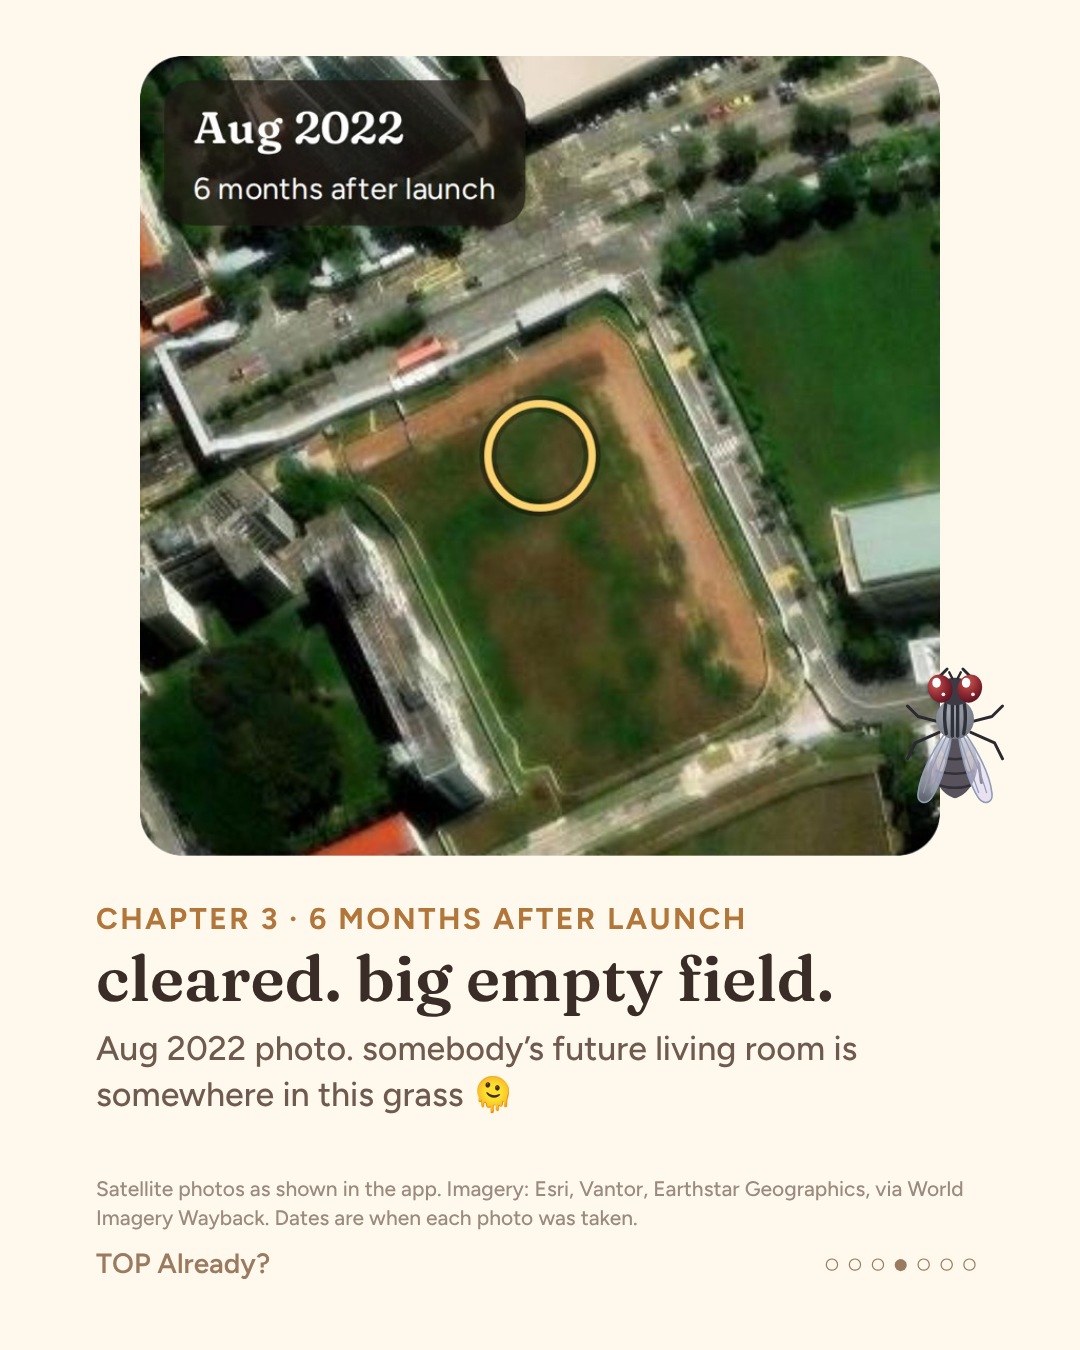 Aug 2022
6 months after launch
CHAPTER 3 · 6 MONTHS AFTER LAUNCH
cleared. big empty field.
Aug 2022 photo. somebody’s future living room is
somewhere in this grass 🫠
Satellite photos as shown in the app. Imagery: Esri, Vantor, Earthstar Geographics, via World
Imagery Wayback. Dates are when each photo was taken.
TOP Already?